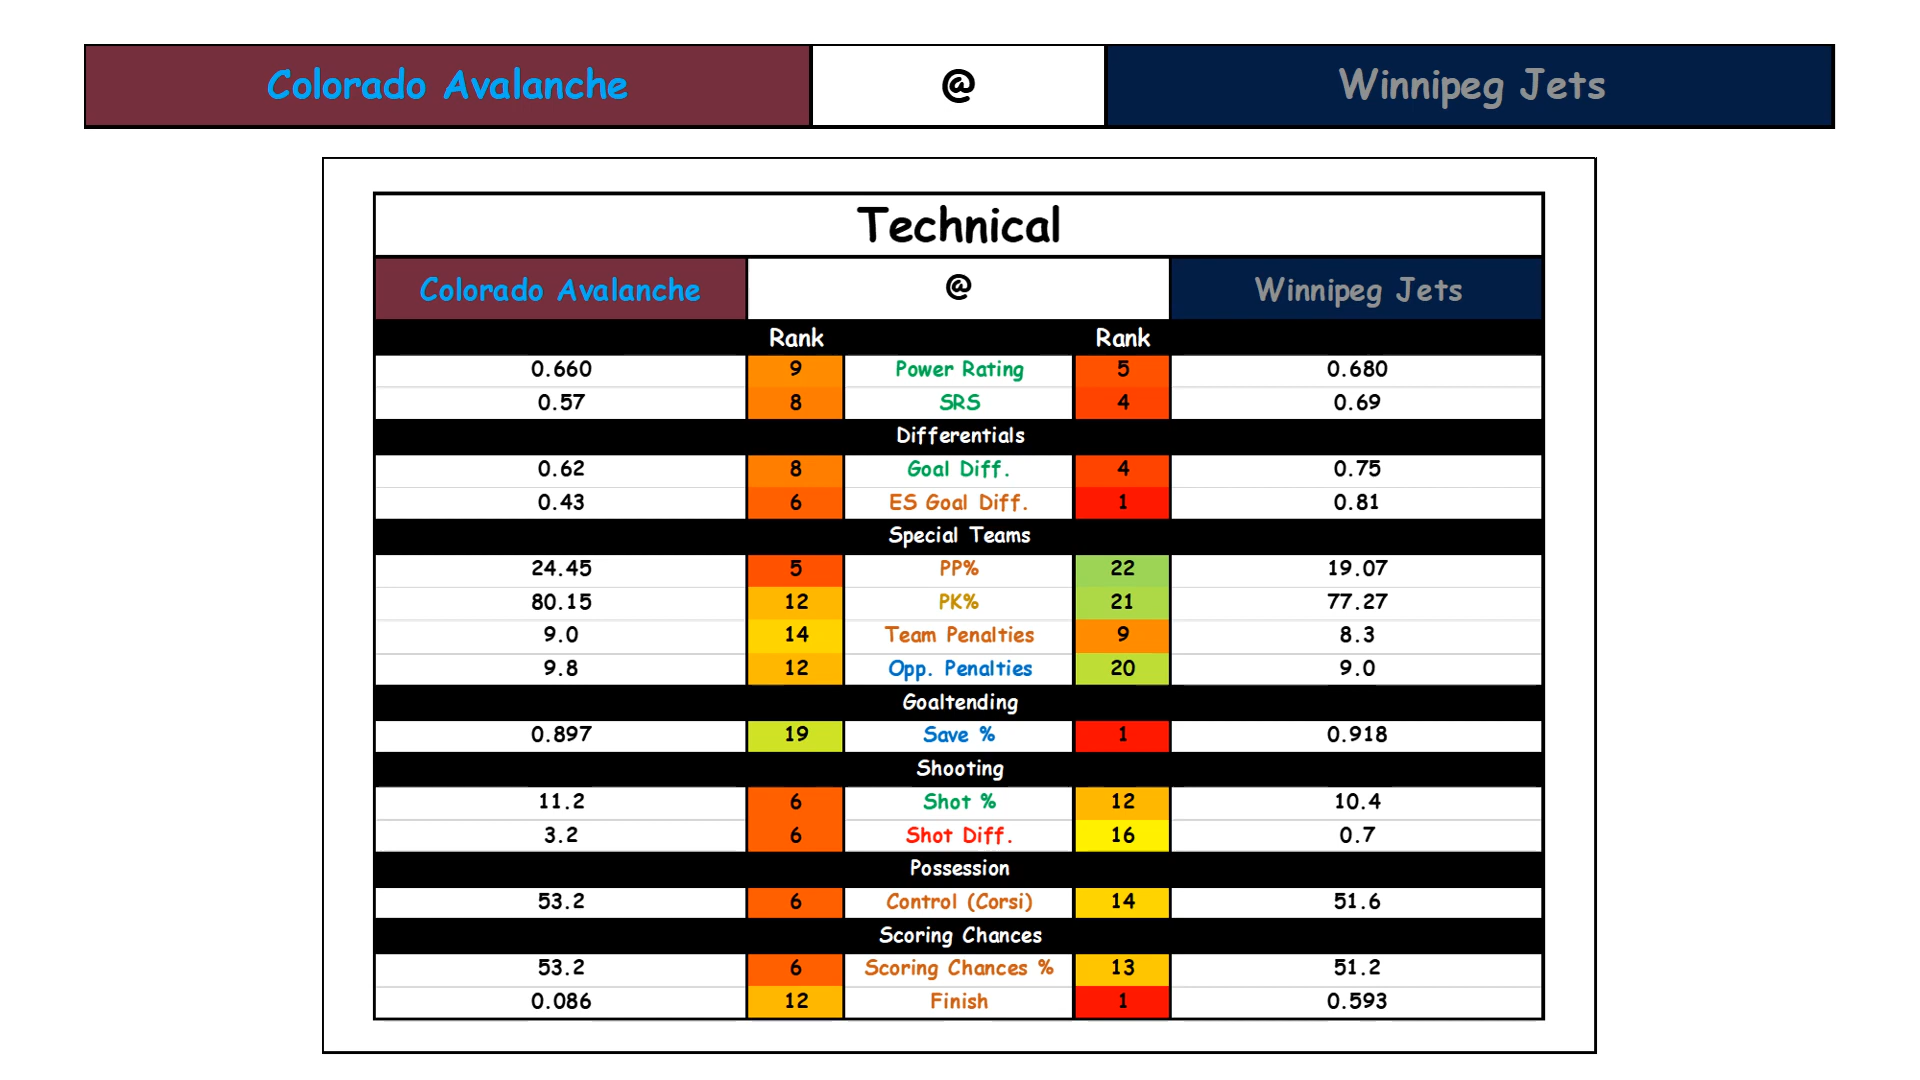 Colorado Avalanche @ Winnipeg Jets
Technical
Colorado Avalanche @ Winnipeg Jets
Rank Rank
0.660 9 Power Rating 5 0.680
0.57 8 SRS 4 0.69
Differentials
0.62 8 Goal Diff. 4 0.75
0.43 6 ES Goal Diff. 1 0.81
Special Teams
24.45 5 PP% 22 19.07
80.15 12 PK% 21 77.27
9.0 14 Team Penalties 9 8.3
9.8 12 Opp. Penalties 20 9.0
Goaltending
0.897 19 Save % 1 0.918
Shooting
11.2 6 Shot % 12 10.4
3.2 6 Shot Diff. 16 0.7
Possession
53.2 6 Control (Corsi) 14 51.6
Scoring Chances
53.2 6 Scoring Chances % 13 51.2
0.086 12 Finish 1 0.593